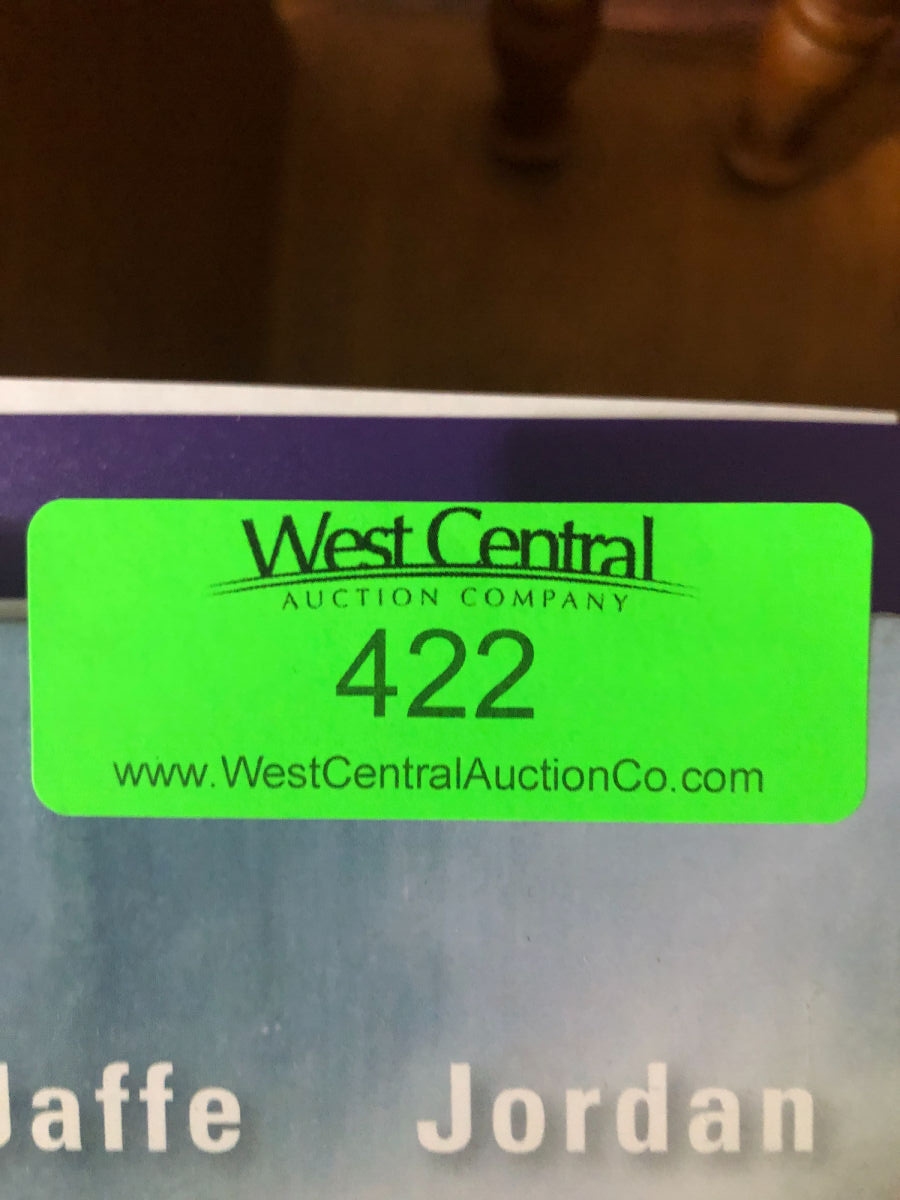 West Central
AUCTION COMPANY
422
www.WestCentralAuctionCo.com
Jaffe Jordan